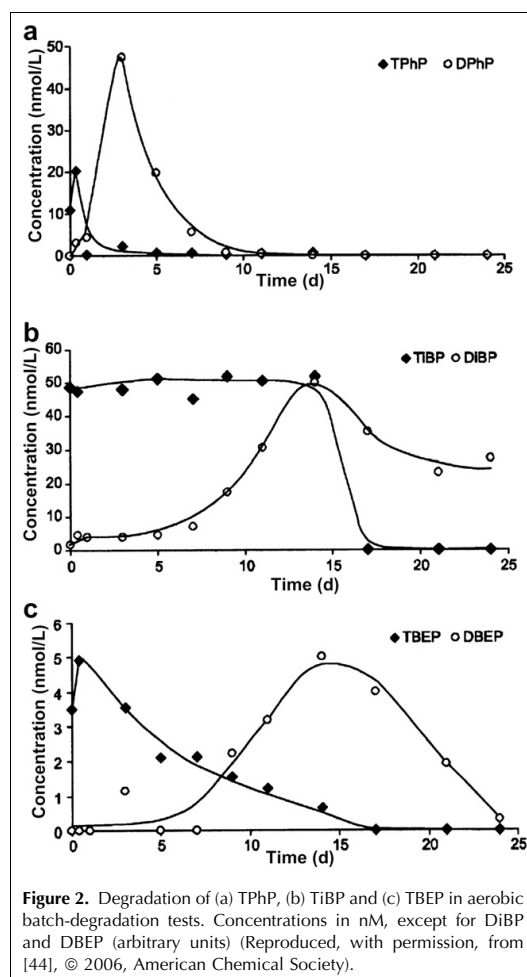 a
Concentration (nmol/L)
50
40
30
20
10
0
TPhP DPhP
0 5 10 15 20 25
Time (d)
b
Concentration (nmol/L)
60
50
40
30
20
10
0
TiBP DiBP
0 5 10 15 20 25
Time (d)
c
Concentration (nmol/L)
6
5
4
3
2
1
0
TBEP DBEP
0 5 10 15 20 25
Time (d)
Figure 2. Degradation of (a) TPhP, (b) TiBP and (c) TBEP in aerobic
batch-degradation tests. Concentrations in nM, except for DiBP
and DBEP (arbitrary units) (Reproduced, with permission, from
[44], © 2006, American Chemical Society).